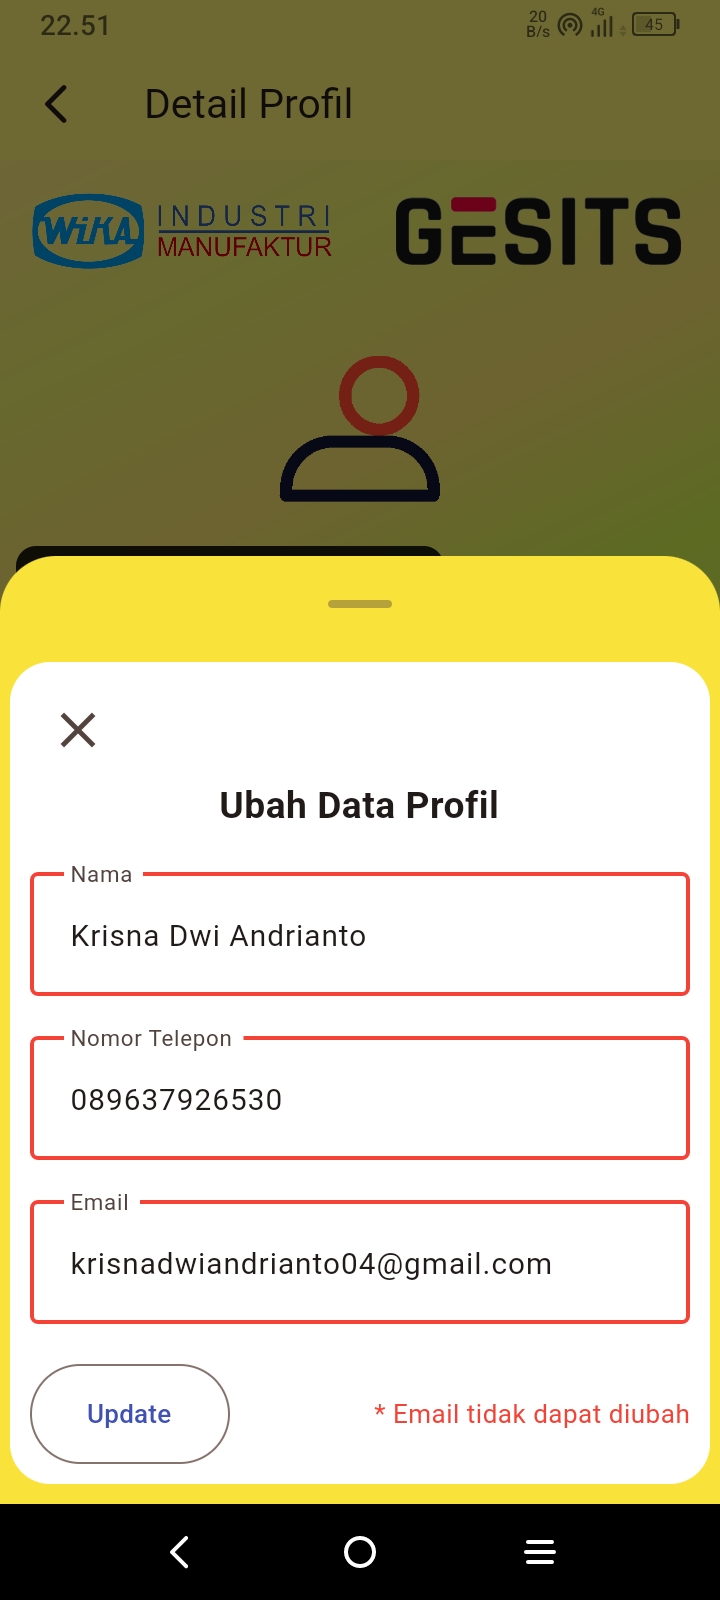 22.51
20
B/s
4G
45
Detail Profil
WiKA INDUSTRI
MANUFAKTUR
GESITS
Ubah Data Profil
Nama
Krisna Dwi Andrianto
Nomor Telepon
089637926530
Email
krisnadwiandrianto04@gmail.com
Update
* Email tidak dapat diubah